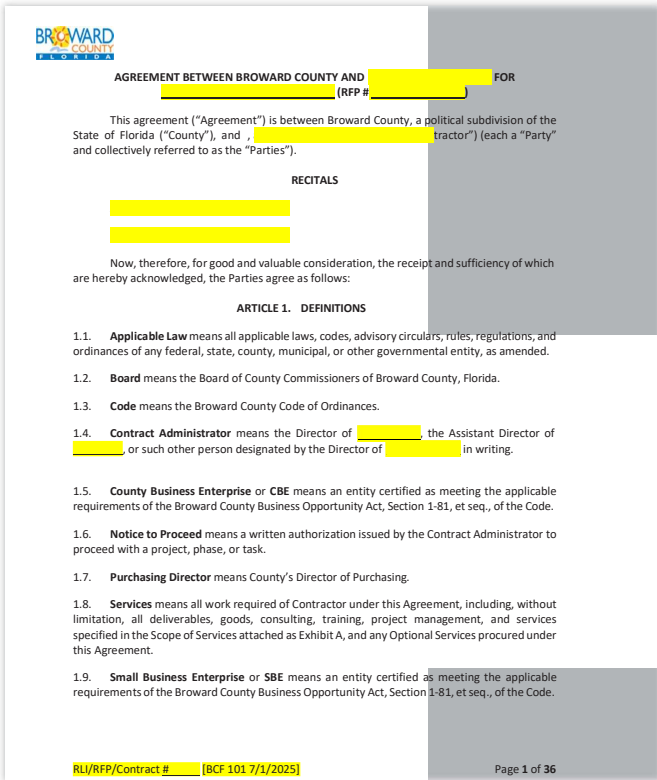 BROWARD
COUNTY
FLORIDA
AGREEMENT BETWEEN BROWARD COUNTY AND FOR
(RFP # )
This agreement (“Agreement”) is between Broward County, a political subdivision of the
State of Florida (“County”), and , tractor”) (each a “Party”
and collectively referred to as the “Parties”).
RECITALS
Now, therefore, for good and valuable consideration, the receipt and sufficiency of which
are hereby acknowledged, the Parties agree as follows:
ARTICLE 1. DEFINITIONS
1.1. Applicable Law means all applicable laws, codes, advisory circulars, rules, regulations, and
ordinances of any federal, state, county, municipal, or other governmental entity, as amended.
1.2. Board means the Board of County Commissioners of Broward County, Florida.
1.3. Code means the Broward County Code of Ordinances.
1.4. Contract Administrator means the Director of , the Assistant Director of
, or such other person designated by the Director of in writing.
1.5. County Business Enterprise or CBE means an entity certified as meeting the applicable
requirements of the Broward County Business Opportunity Act, Section 1-81, et seq., of the Code.
1.6. Notice to Proceed means a written authorization issued by the Contract Administrator to
proceed with a project, phase, or task.
1.7. Purchasing Director means County’s Director of Purchasing.
1.8. Services means all work required of Contractor under this Agreement, including, without
limitation, all deliverables, goods, consulting, training, project management, and services
specified in the Scope of Services attached as Exhibit A, and any Optional Services procured under
this Agreement.
1.9. Small Business Enterprise or SBE means an entity certified as meeting the applicable
requirements of the Broward County Business Opportunity Act, Section 1-81, et seq., of the Code.
RLI/RFP/Contract # [BCF 101 7/1/2025] Page 1 of 36